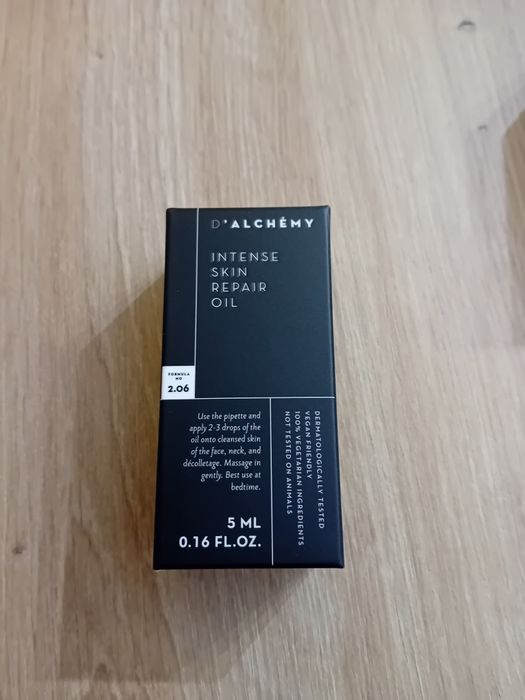 D'ALCHÉMY
INTENSE
SKIN
REPAIR
OIL
FORMULA
NO
2.06
Use the pipette and
apply 2-3 drops of the
oil onto cleansed skin
of the face, neck, and
décolletage. Massage in
gently. Best use at
bedtime.
5 ML
0.16 FL.OZ.
DERMATOLOGICALLY TESTED
VEGAN FRIENDLY
100% VEGETARIAN INGREDIENTS
NOT TESTED ON ANIMALS